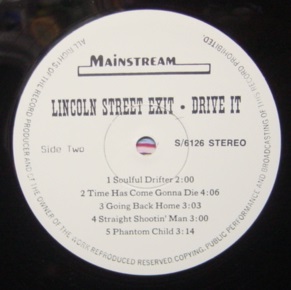 MAINSTREAM
LINCOLN STREET EXIT - DRIVE IT
Side Two
S/6126 STEREO
1 Soulful Drifter 2:00
2 Time Has Come Gonna Die 4:06
3 Going Back Home 3:03
4 Straight Shootin' Man 3:00
5 Phantom Child 3:14
ALL RIGHTS OF THE RECORD PRODUCER AND OF THE OWNER OF THE WORK REPRODUCED RESERVED. COPYING, PUBLIC PERFORMANCE AND BROADCASTING OF THIS RECORD PROHIBITED.